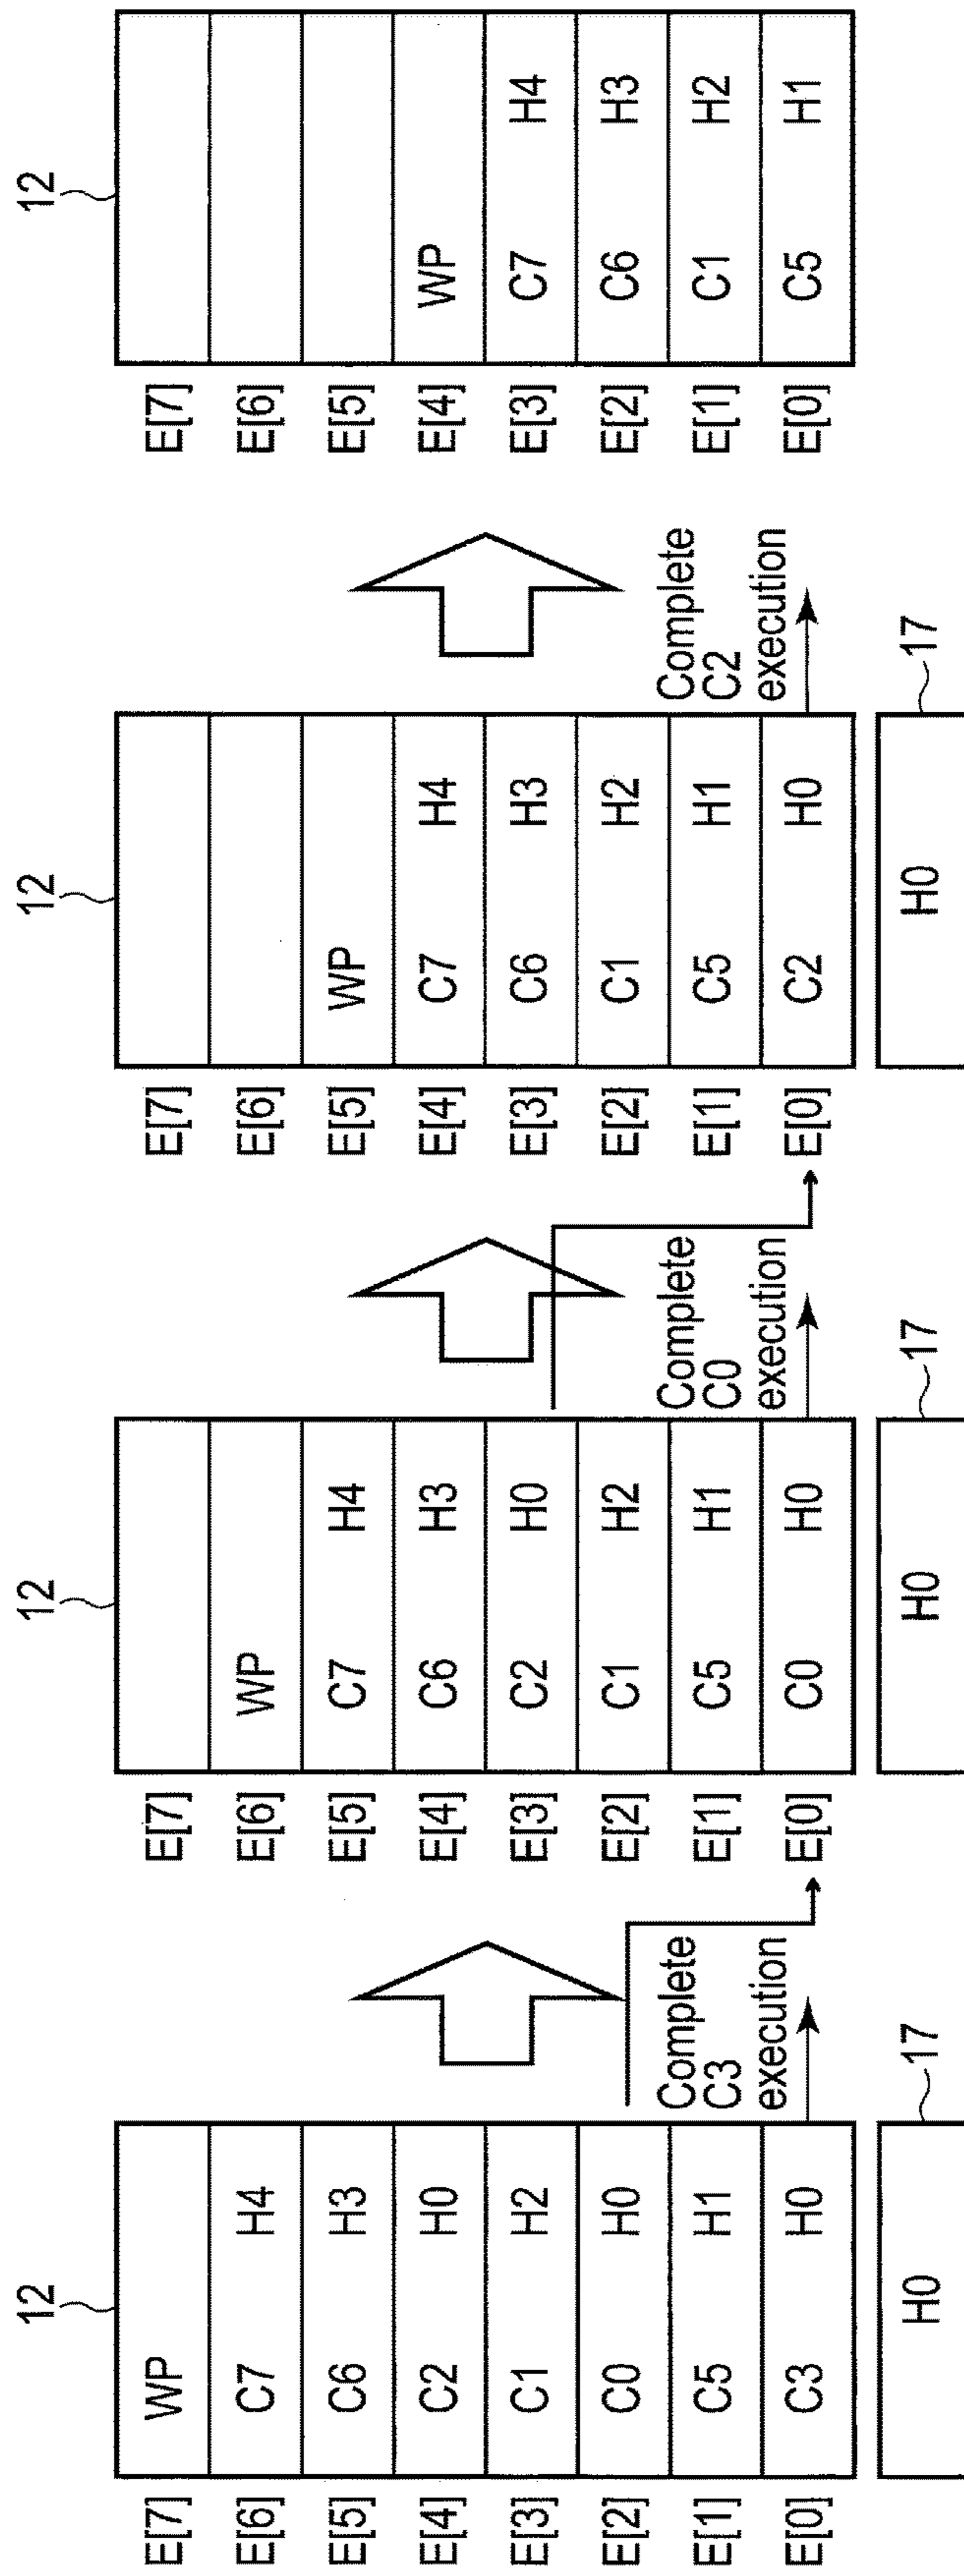 12
E[7] WP
E[6] C7 H4
E[5] C6 H3
E[4] C2 H0
E[3] C1 H2
E[2] C0 H0
E[1] C5 H1
E[0] C3 H0
H0
17
Complete
C3
execution
12
E[7]
E[6] WP
E[5] C7 H4
E[4] C6 H3
E[3] C2 H0
E[2] C1 H2
E[1] C5 H1
E[0] C0 H0
H0
17
Complete
C0
execution
12
E[7]
E[6]
E[5] WP
E[4] C7 H4
E[3] C6 H3
E[2] C1 H2
E[1] C5 H1
E[0] C2 H0
H0
17
Complete
C2
execution
12
E[7]
E[6]
E[5]
E[4] WP
E[3] C7 H4
E[2] C6 H3
E[1] C1 H2
E[0] C5 H1